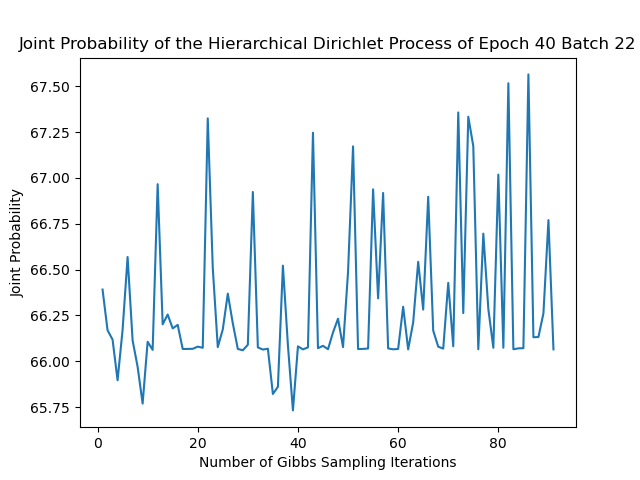 Joint Probability of the Hierarchical Dirichlet Process of Epoch 40 Batch 22
67.50
67.25
67.00
66.75
66.50
66.25
66.00
65.75
Joint Probability
0 20 40 60 80
Number of Gibbs Sampling Iterations